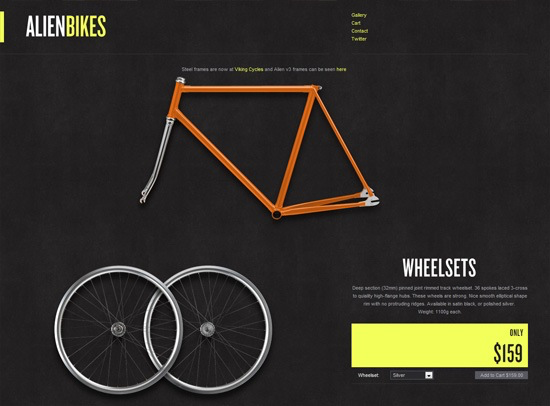 ALIENBIKES
Gallery
Cart
Contact
Twitter
Steel frames are now at Viking Cycles and Alien v3 frames can be seen here
WHEELSETS
Deep section (32mm) pinned joint rimmed track wheelset. 36 spokes laced 3-cross
to quality high-flange hubs. These wheels are strong. Nice smooth elliptical shape
rim with no protruding ridges. Available in satin black, or polished silver.
Weight: 1100g each.
ONLY
$159
Wheelset: Silver Add to Cart $159.00